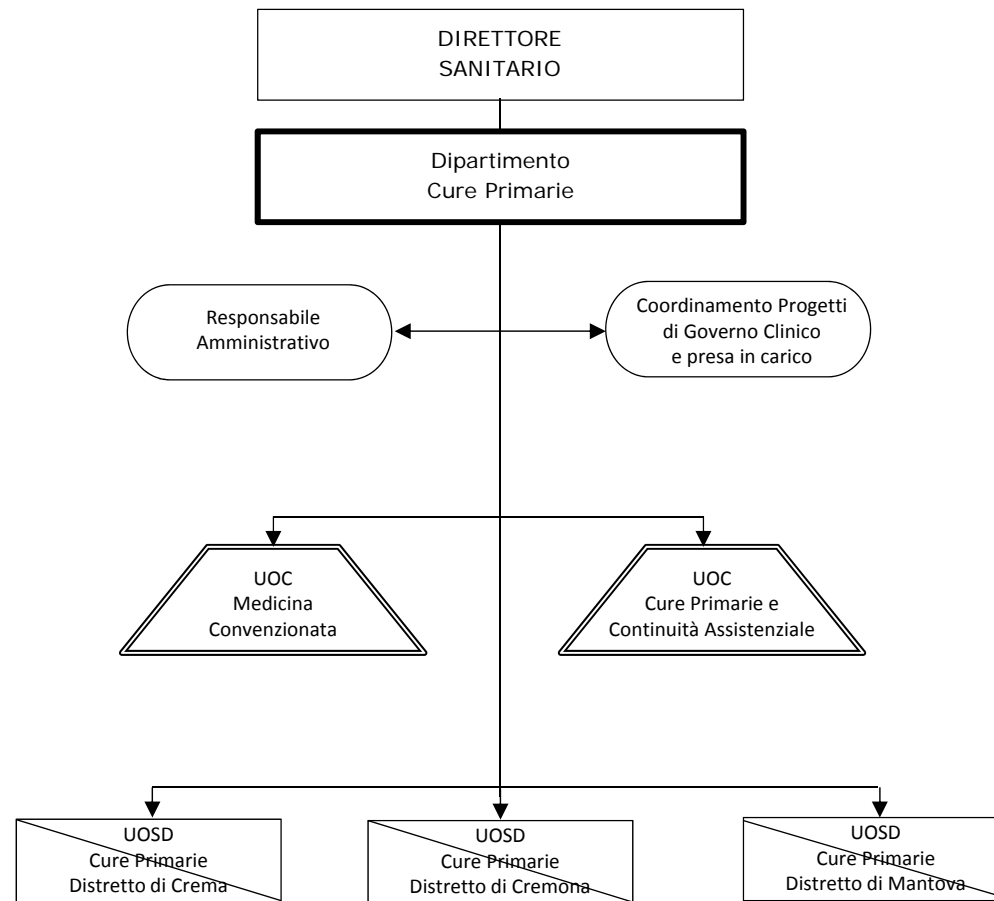 DIRETTORE
SANITARIO
Dipartimento
Cure Primarie
Responsabile
Amministrativo
Coordinamento Progetti
di Governo Clinico
e presa in carico
UOC
Medicina
Convenzionata
UOC
Cure Primarie e
Continuità Assistenziale
UOSD
Cure Primarie
Distretto di Crema
UOSD
Cure Primarie
Distretto di Cremona
UOSD
Cure Primarie
Distretto di Mantova